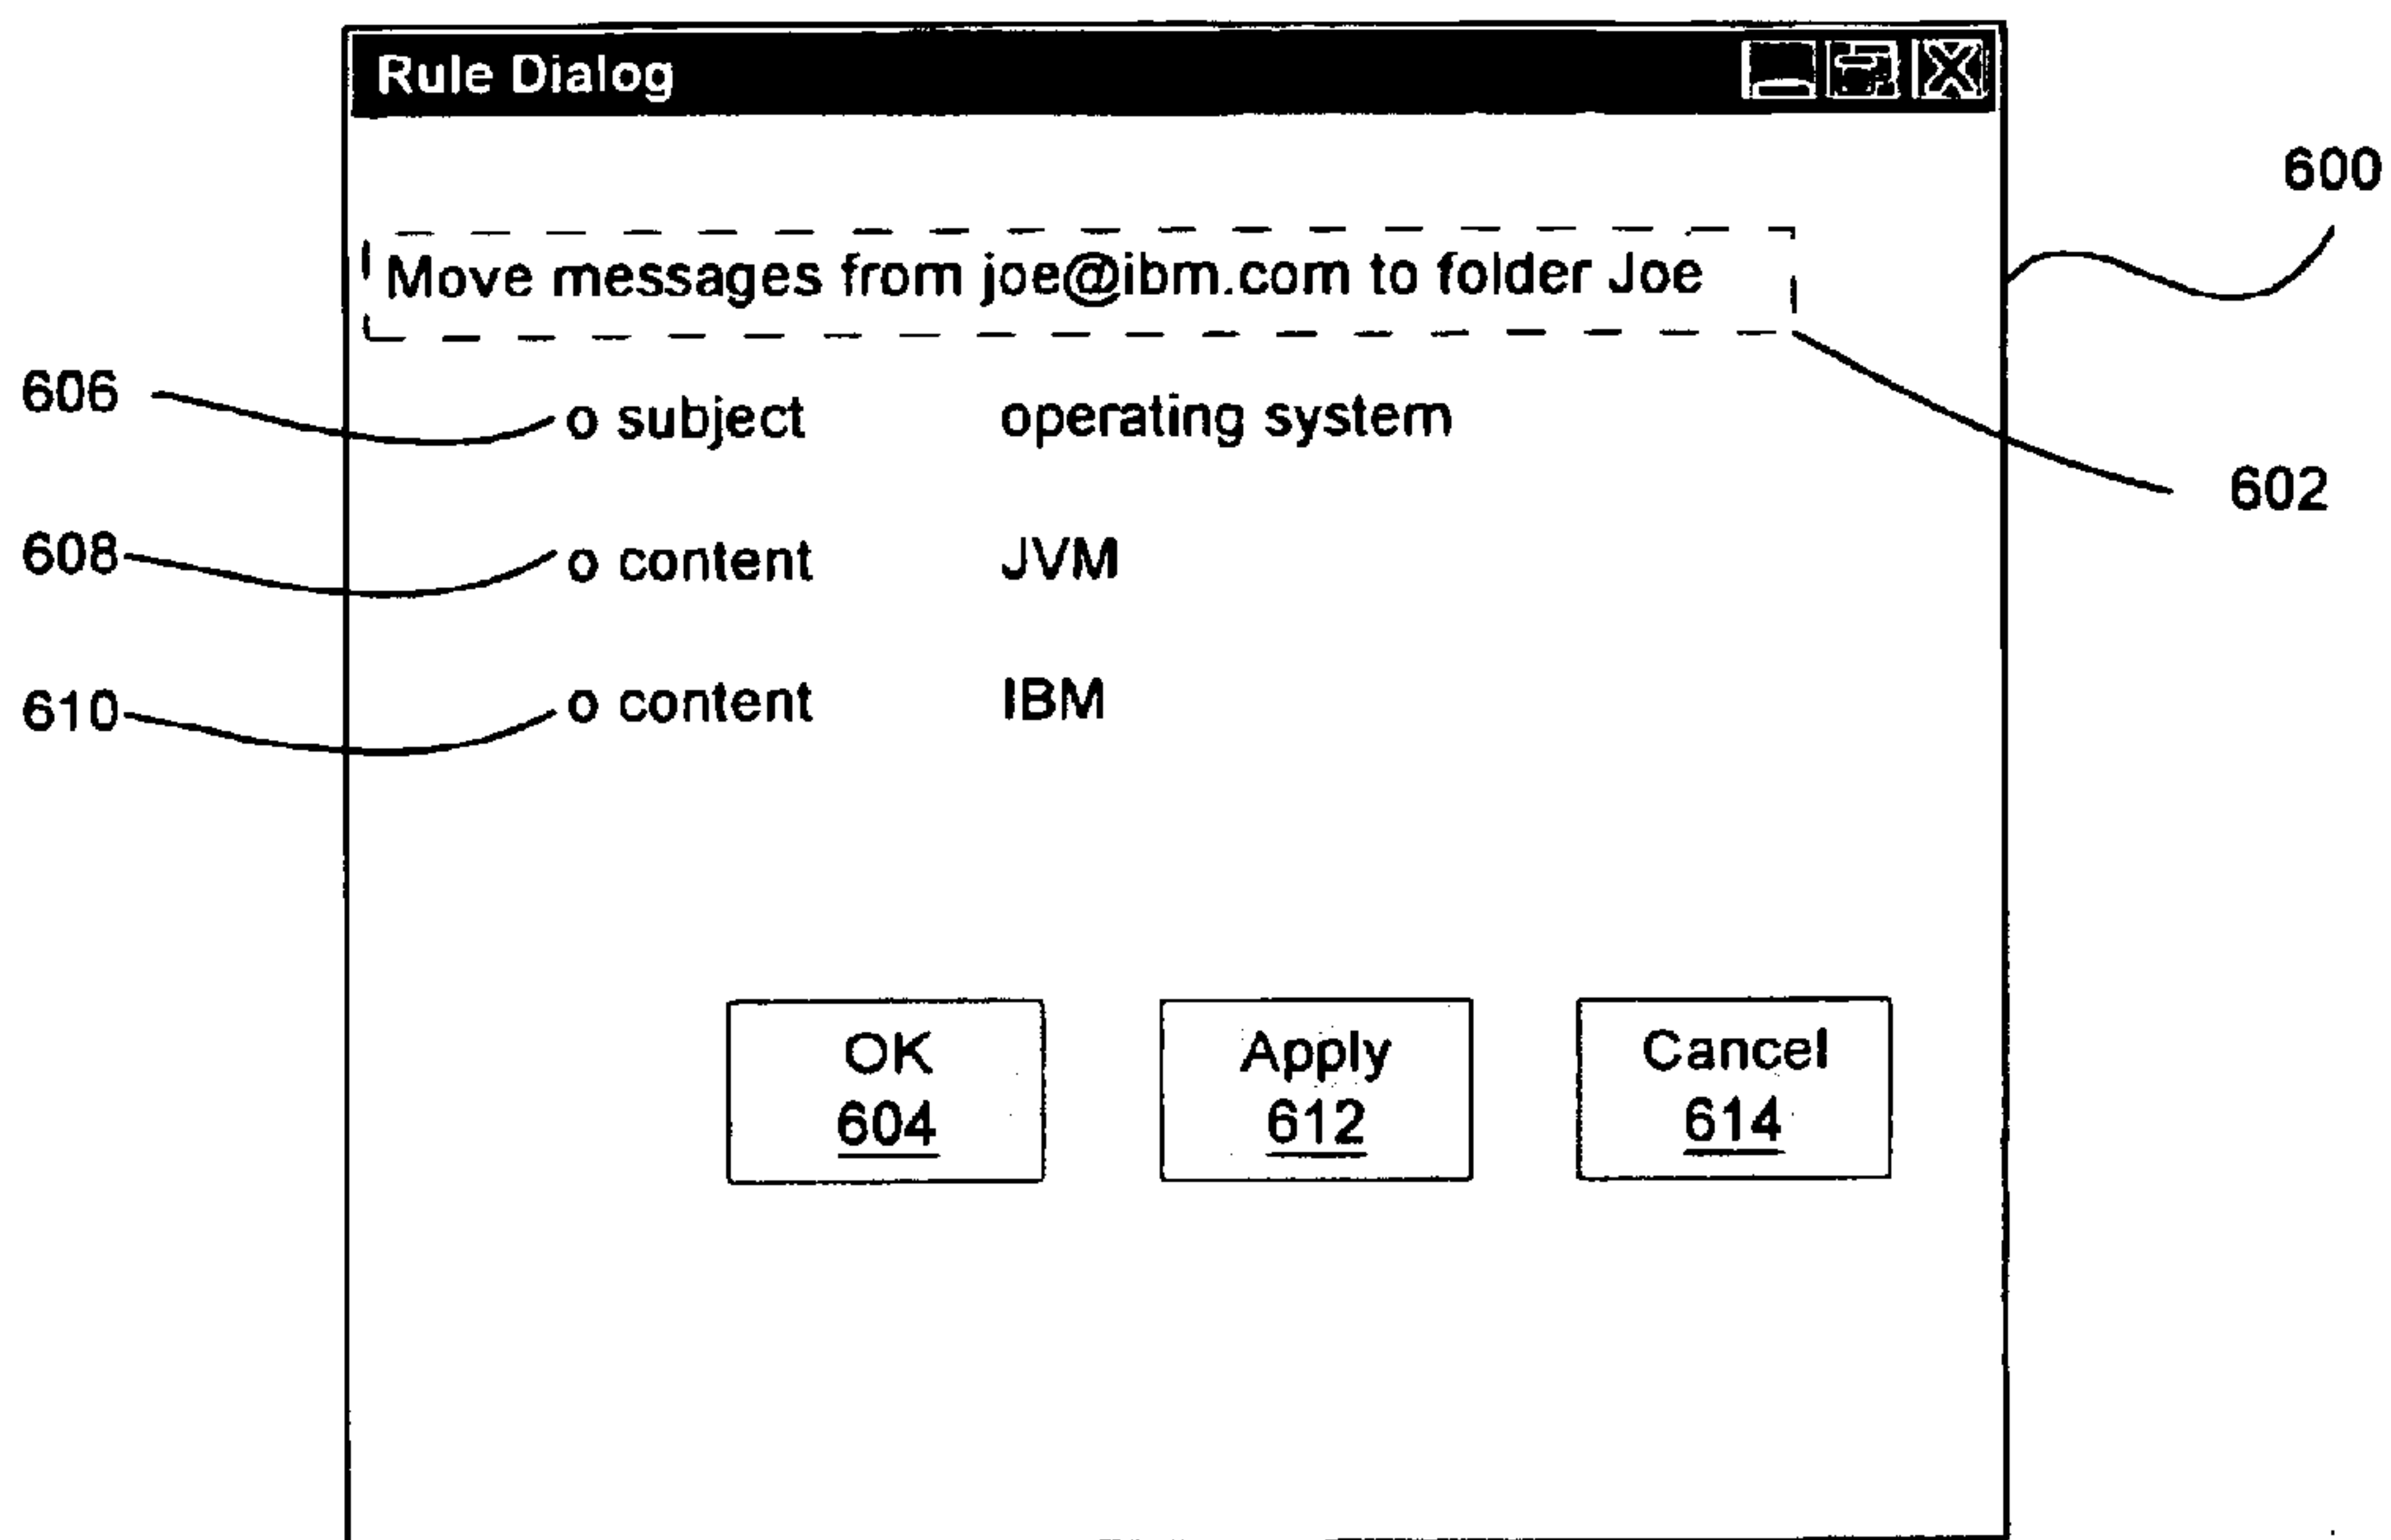 Rule Dialog
600
Move messages from joe@ibm.com to folder Joe
606 o subject operating system
602
608 o content JVM
610 o content IBM
OK Apply Cancel
604 612 614